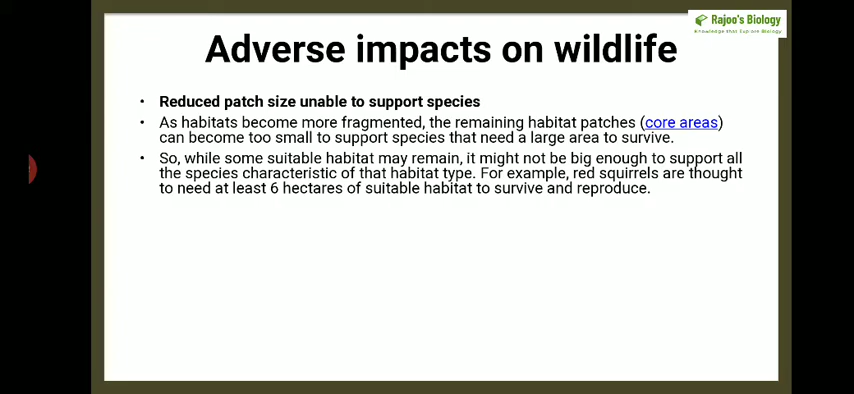 Rajoo's Biology
Knowledge that Explore Biology
Adverse impacts on wildlife
• Reduced patch size unable to support species
• As habitats become more fragmented, the remaining habitat patches (core areas)
can become too small to support species that need a large area to survive.
• So, while some suitable habitat may remain, it might not be big enough to support all
the species characteristic of that habitat type. For example, red squirrels are thought
to need at least 6 hectares of suitable habitat to survive and reproduce.